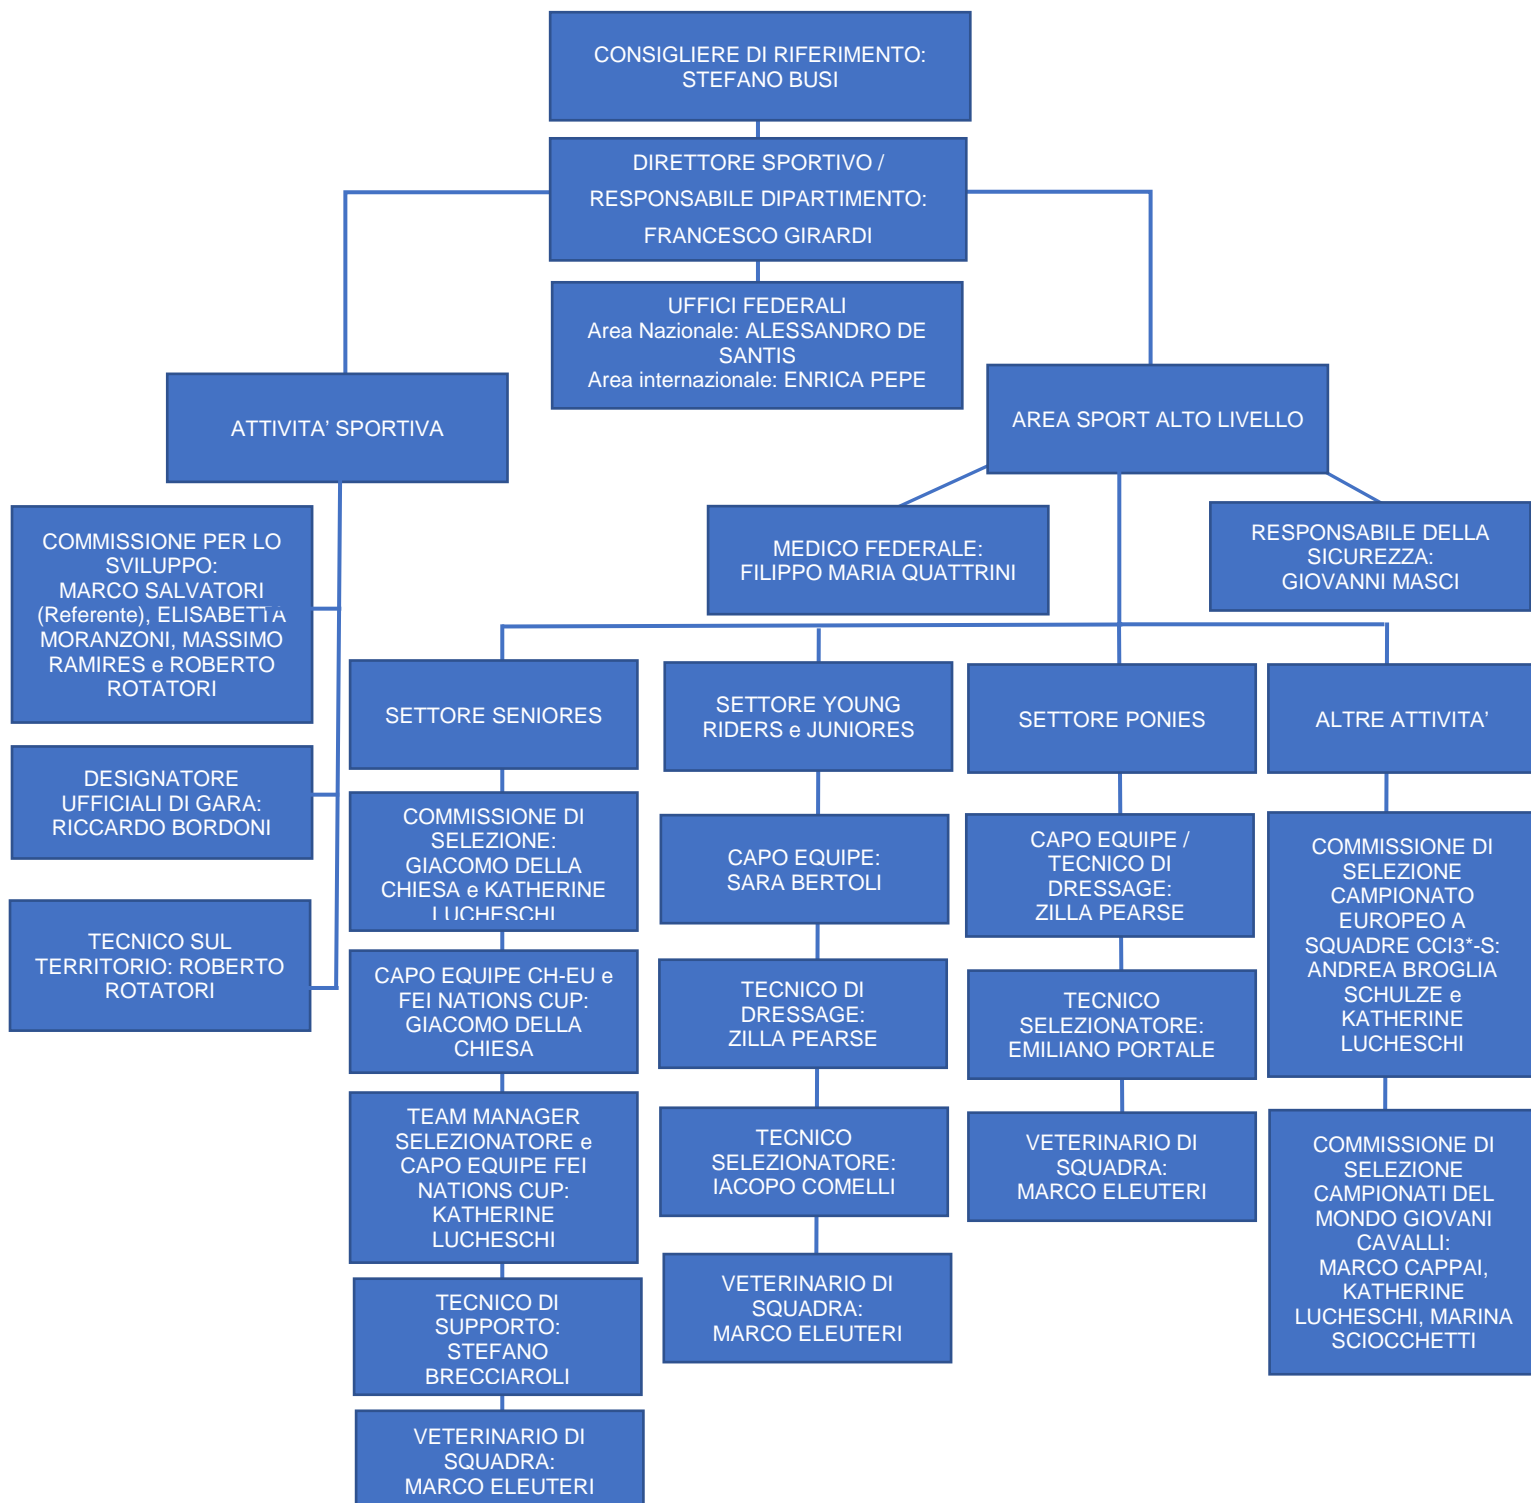 CONSIGLIERE DI RIFERIMENTO:
STEFANO BUSI
DIRETTORE SPORTIVO /
RESPONSABILE DIPARTIMENTO:
FRANCESCO GIRARDI
UFFICI FEDERALI
Area Nazionale: ALESSANDRO DE
SANTIS
Area internazionale: ENRICA PEPE
ATTIVITA’ SPORTIVA
AREA SPORT ALTO LIVELLO
COMMISSIONE PER LO
SVILUPPO:
MARCO SALVATORI
(Referente), ELISABETTA
MORANZONI, MASSIMO
RAMIRES e ROBERTO
ROTATORI
DESIGNATORE
UFFICIALI DI GARA:
RICCARDO BORDONI
TECNICO SUL
TERRITORIO: ROBERTO
ROTATORI
MEDICO FEDERALE:
FILIPPO MARIA QUATTRINI
RESPONSABILE DELLA
SICUREZZA:
GIOVANNI MASCI
SETTORE SENIORES
COMMISSIONE DI
SELEZIONE:
GIACOMO DELLA
CHIESA e KATHERINE
LUCHESCHI
CAPO EQUIPE CH-EU e
FEI NATIONS CUP:
GIACOMO DELLA
CHIESA
TEAM MANAGER
SELEZIONATORE e
CAPO EQUIPE FEI
NATIONS CUP:
KATHERINE
LUCHESCHI
TECNICO DI
SUPPORTO:
STEFANO
BRECCIAROLI
VETERINARIO DI
SQUADRA:
MARCO ELEUTERI
SETTORE YOUNG
RIDERS e JUNIORES
CAPO EQUIPE:
SARA BERTOLI
TECNICO DI
DRESSAGE:
ZILLA PEARSE
TECNICO
SELEZIONATORE:
IACOPO COMELLI
VETERINARIO DI
SQUADRA:
MARCO ELEUTERI
SETTORE PONIES
CAPO EQUIPE /
TECNICO DI
DRESSAGE:
ZILLA PEARSE
TECNICO
SELEZIONATORE:
EMILIANO PORTALE
VETERINARIO DI
SQUADRA:
MARCO ELEUTERI
ALTRE ATTIVITA’
COMMISSIONE DI
SELEZIONE
CAMPIONATO
EUROPEO A
SQUADRE CCI3*-S:
ANDREA BROGLIA
SCHULZE e
KATHERINE
LUCHESCHI
COMMISSIONE DI
SELEZIONE
CAMPIONATI DEL
MONDO GIOVANI
CAVALLI:
MARCO CAPPAI,
KATHERINE
LUCHESCHI, MARINA
SCIOCCHETTI